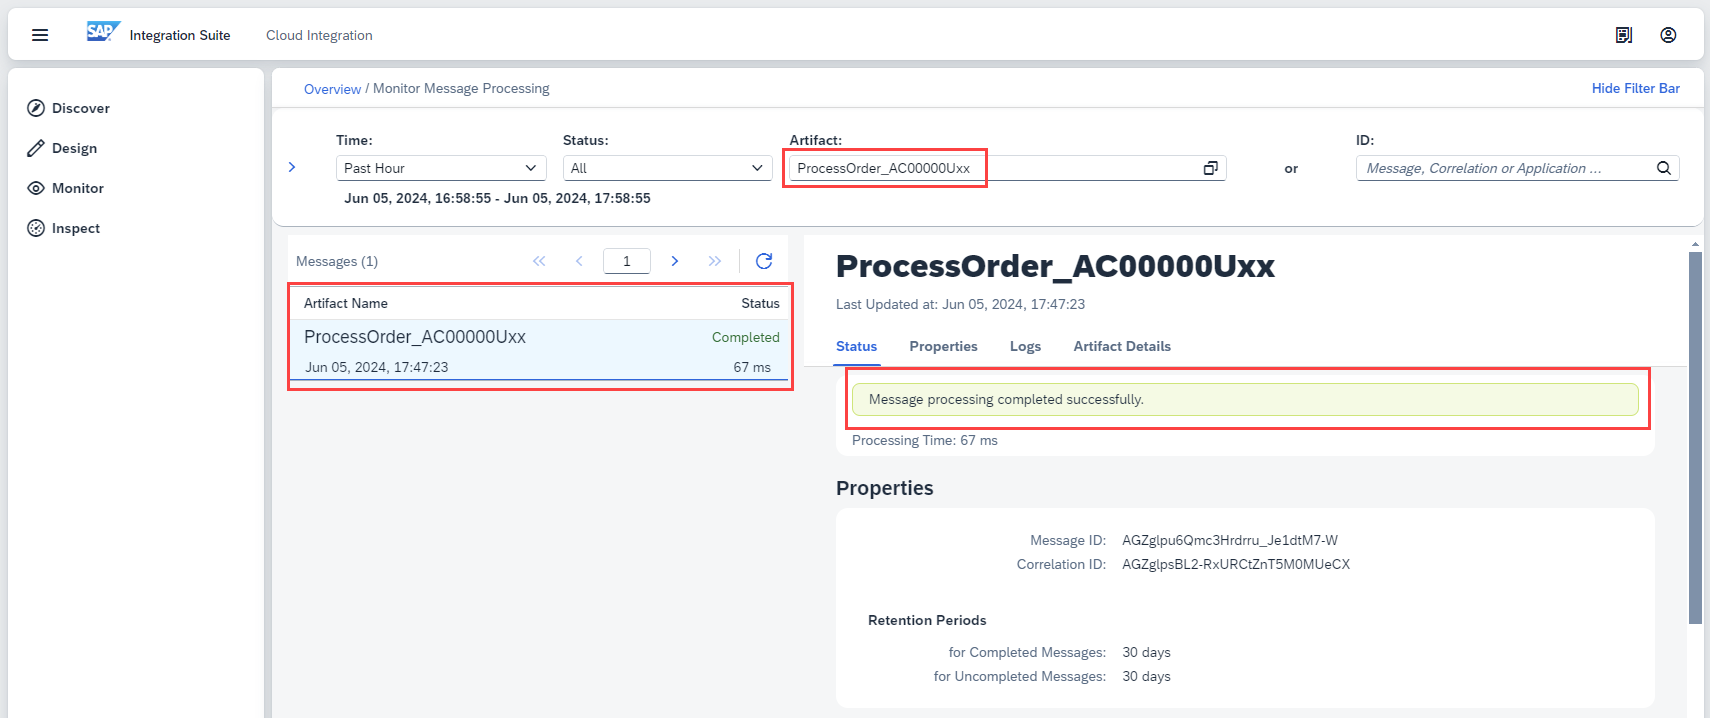 SAP Integration Suite Cloud Integration
Discover
Design
Monitor
Inspect
Overview / Monitor Message Processing
Hide Filter Bar
Time: Status: Artifact: ID:
Past Hour All ProcessOrder_AC00000Uxx or Message, Correlation or Application ...
Jun 05, 2024, 16:58:55 - Jun 05, 2024, 17:58:55
Messages (1) 1
Artifact Name Status
ProcessOrder_AC00000Uxx Completed
Jun 05, 2024, 17:47:23 67 ms
ProcessOrder_AC00000Uxx
Last Updated at: Jun 05, 2024, 17:47:23
Status Properties Logs Artifact Details
Message processing completed successfully.
Processing Time: 67 ms
Properties
Message ID: AGZglpu6Qmc3Hrdrru_Je1dtM7-W
Correlation ID: AGZglpsBL2-RxURCtZnT5M0MUeCX
Retention Periods
for Completed Messages: 30 days
for Uncompleted Messages: 30 days